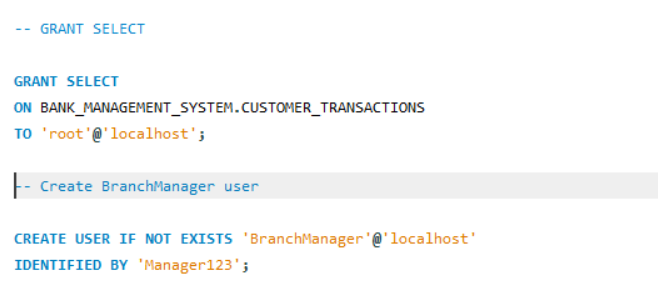 -- GRANT SELECT
GRANT SELECT
ON BANK_MANAGEMENT_SYSTEM.CUSTOMER_TRANSACTIONS
TO 'root'@'localhost';
-- Create BranchManager user
CREATE USER IF NOT EXISTS 'BranchManager'@'localhost'
IDENTIFIED BY 'Manager123';